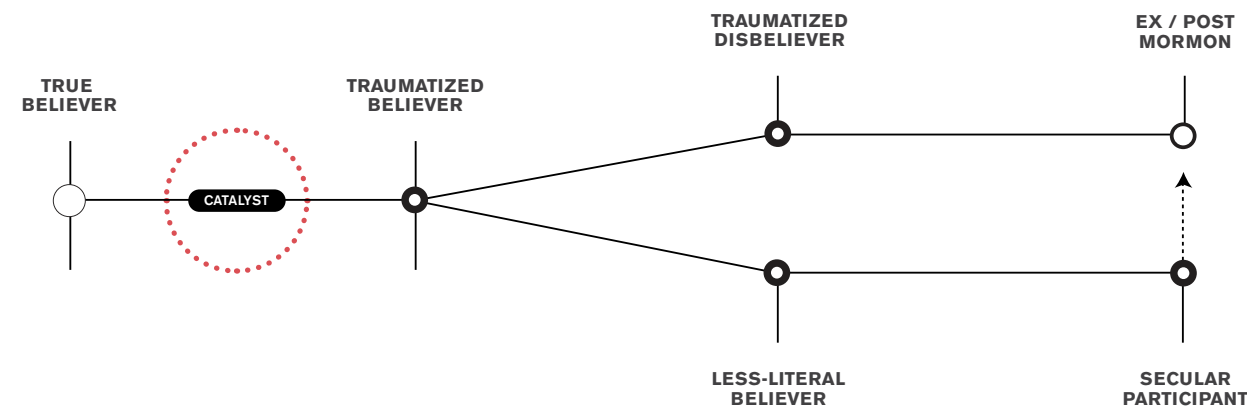 TRUE
BELIEVER
CATALYST
TRAUMATIZED
BELIEVER
TRAUMATIZED
DISBELIEVER
EX / POST
MORMON
LESS-LITERAL
BELIEVER
SECULAR
PARTICIPANT